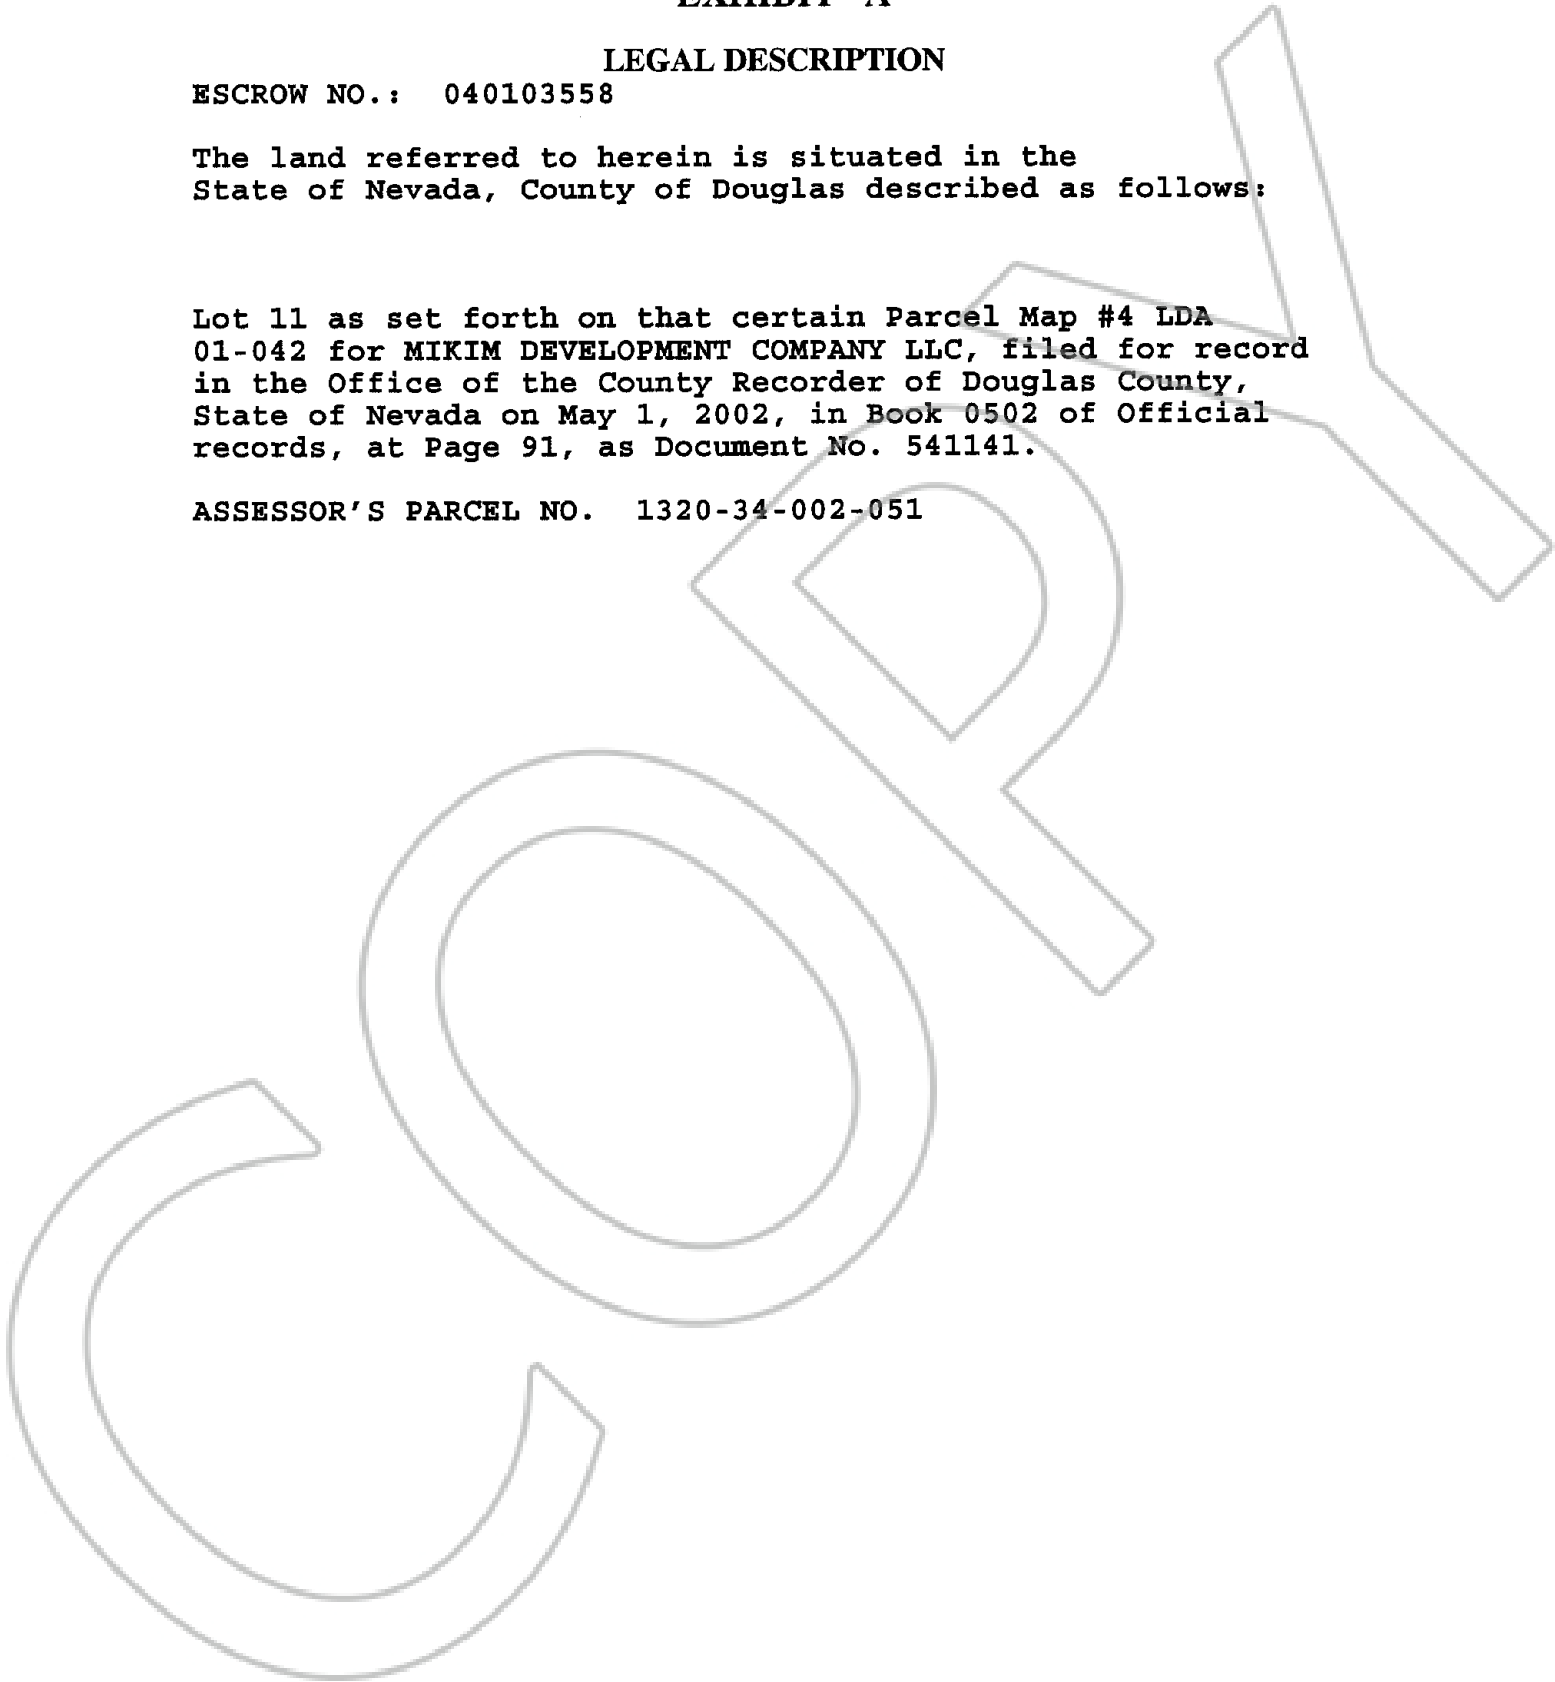 EXHIBIT "A"
LEGAL DESCRIPTION
ESCROW NO.: 040103558
The land referred to herein is situated in the
State of Nevada, County of Douglas described as follows:
Lot 11 as set forth on that certain Parcel Map #4 LDA
01-042 for MIKIM DEVELOPMENT COMPANY LLC, filed for record
in the Office of the County Recorder of Douglas County,
State of Nevada on May 1, 2002, in Book 0502 of Official
records, at Page 91, as Document No. 541141.
ASSESSOR'S PARCEL NO. 1320-34-002-051
COPY